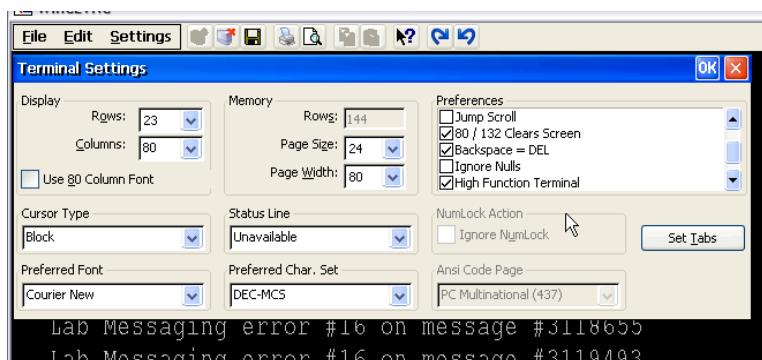 File Edit Settings
Terminal Settings
OK
Display
Rows: 23
Columns: 80
Use 80 Column Font
Memory
Rows: 144
Page Size: 24
Page Width: 80
Preferences
Jump Scroll
80 / 132 Clears Screen
Backspace = DEL
Ignore Nulls
High Function Terminal
Cursor Type
Block
Status Line
Unavailable
NumLock Action
Ignore NumLock
Set Tabs
Preferred Font
Courier New
Preferred Char. Set
DEC-MCS
Ansi Code Page
PC Multinational (437)
Lab Messaging error #16 on message #3118655
Lab Messaging error #16 on message #3119493